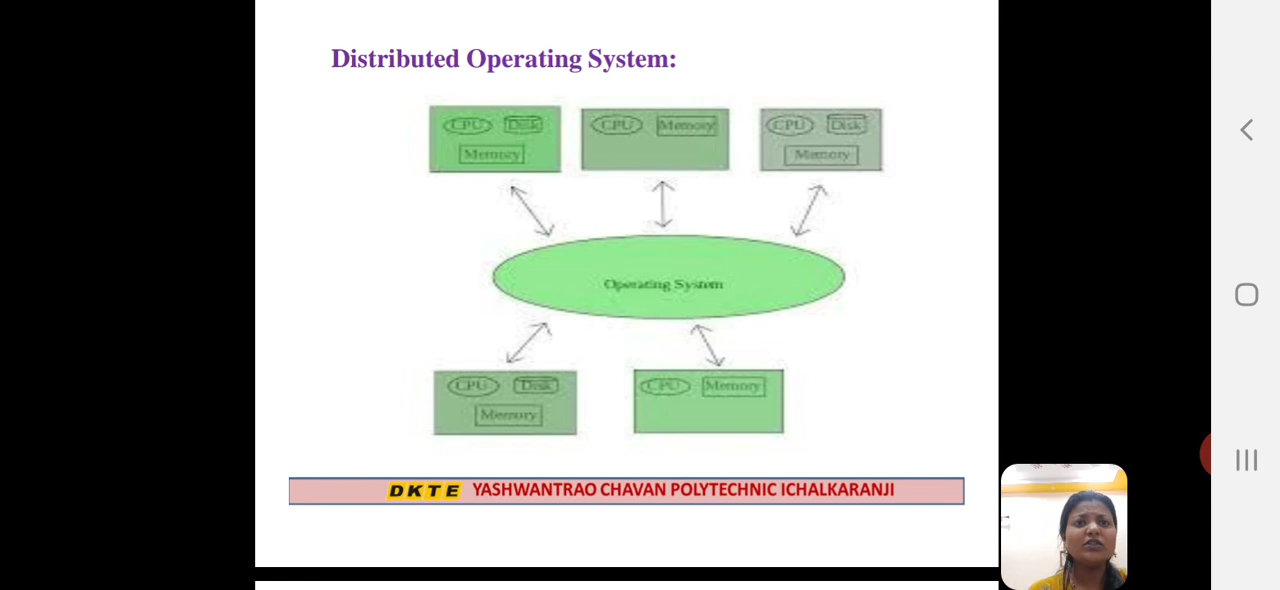 Distributed Operating System:
CPU Disk
Memory
CPU Memory
CPU Disk
Memory
Operating System
CPU Disk
Memory
CPU Memory
DKTE YASHWANTRAO CHAVAN POLYTECHNIC ICHALKARANJI